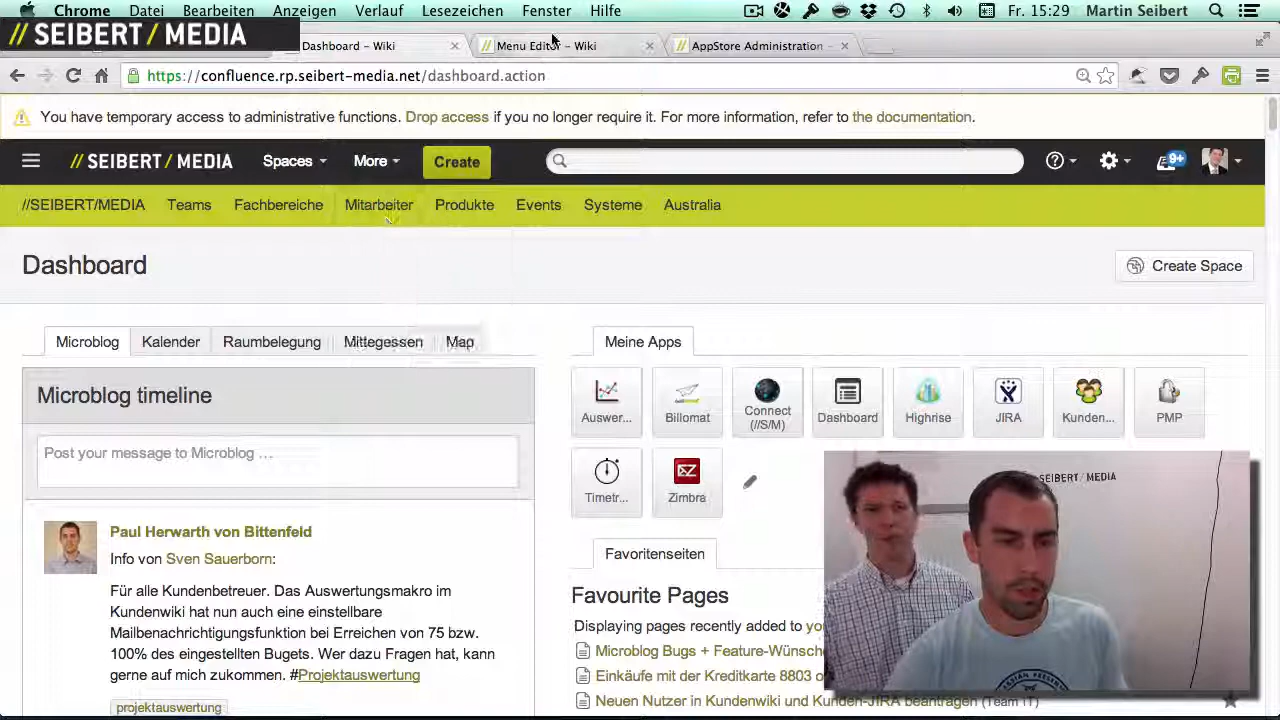 Chrome Datei Bearbeiten Anzeigen Verlauf Lesezeichen Fenster Hilfe Fr. 15:29 Martin Seibert
// SEIBERT / MEDIA
Dashboard – Wiki
Menu Editor – Wiki
AppStore Administration –
https://confluence.rp.seibert-media.net/dashboard.action
You have temporary access to administrative functions. Drop access if you no longer require it. For more information, refer to the documentation.
// SEIBERT / MEDIA Spaces More Create 9+
//SEIBERT/MEDIA Teams Fachbereiche Mitarbeiter Produkte Events Systeme Australia
Dashboard
Create Space
Microblog Kalender Raumbelegung Mittegessen Map
Microblog timeline
Post your message to Microblog …
Paul Herwarth von Bittenfeld
Info von Sven Sauerborn:
Für alle Kundenbetreuer. Das Auswertungsmakro im
Kundenwiki hat nun auch eine einstellbare
Mailbenachrichtigungsfunktion bei Erreichen von 75 bzw.
100% des eingestellten Bugets. Wer dazu Fragen hat, kann
gerne auf mich zukommen. #Projektauswertung
projektauswertung
Meine Apps
Auswer...
Billomat
Connect
(//S/M)
Dashboard
Highrise
JIRA
Kunden...
PMP
Timetr...
Zimbra
Favoritenseiten
Favourite Pages
Displaying pages recently added to
Microblog Bugs + Feature-Wünsche
Einkäufe mit der Kreditkarte 8803
Neuen Nutzer in Kundenwiki und Kunden-JIRA beantragen (Team IT)
SEIBERT / MEDIA